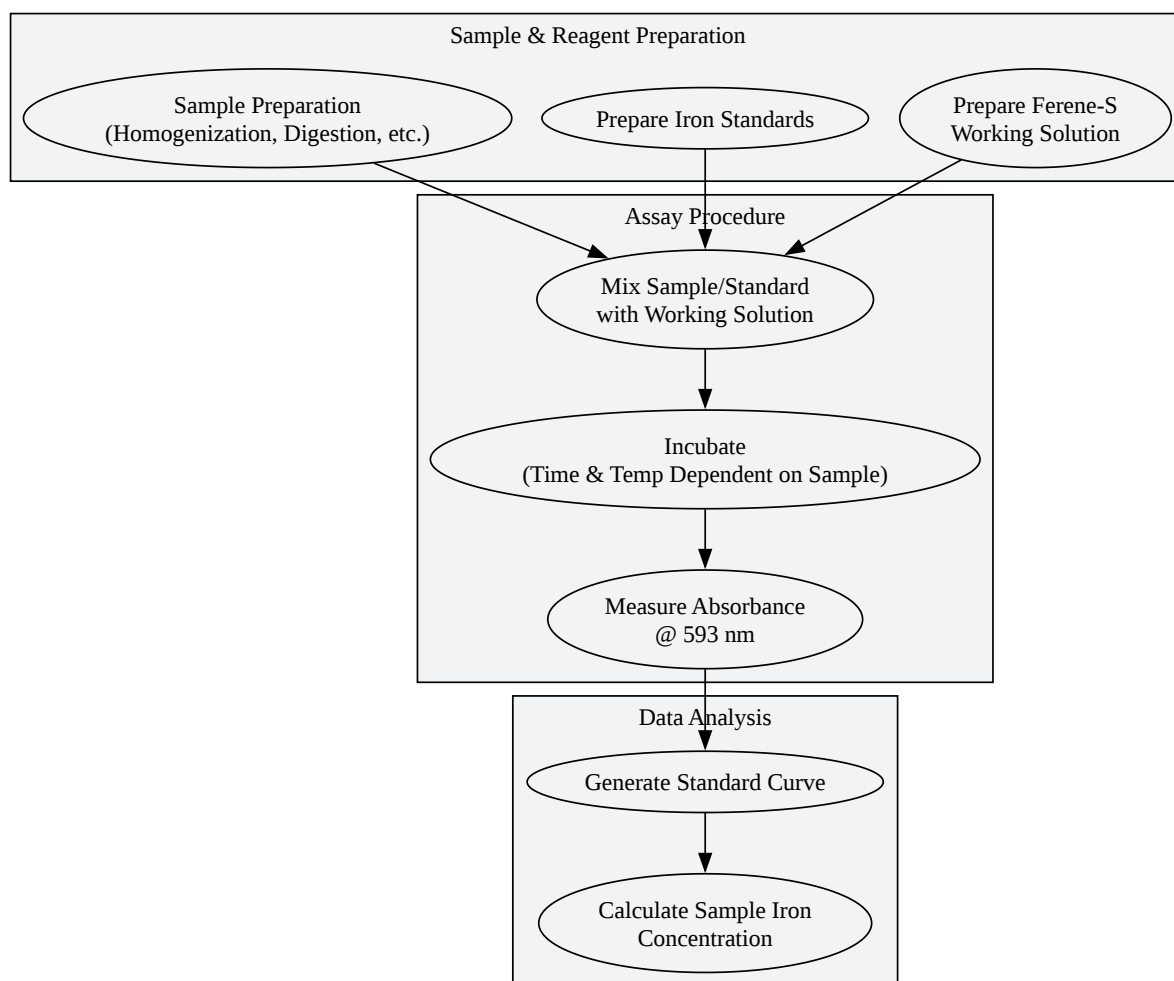 Sample & Reagent Preparation
Sample Preparation
(Homogenization, Digestion, etc.)
Prepare Iron Standards
Prepare Ferene-S
Working Solution
Assay Procedure
Mix Sample/Standard
with Working Solution
Incubate
(Time & Temp Dependent on Sample)
Measure Absorbance
@ 593 nm
Data Analysis
Generate Standard Curve
Calculate Sample Iron
Concentration